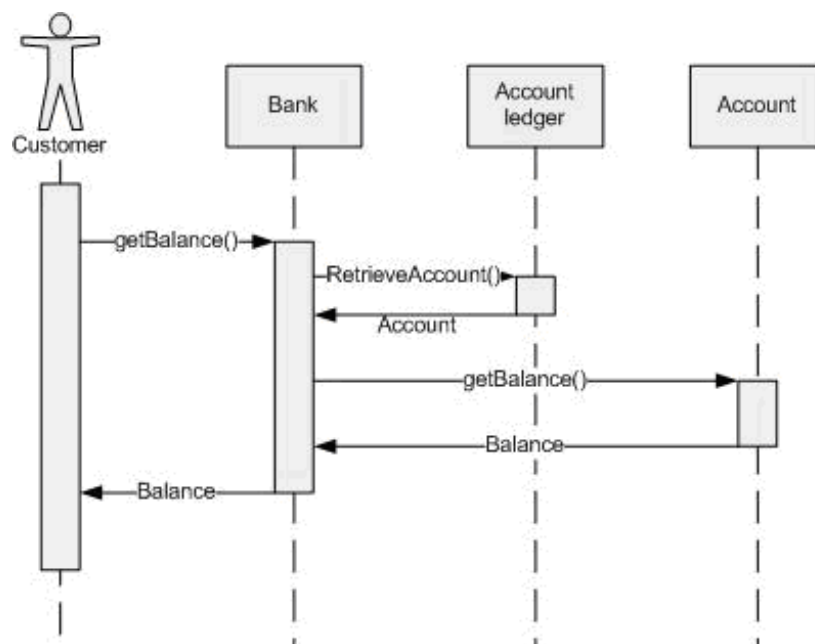 Customer
Bank
Account
ledger
Account
getBalance()
RetrieveAccount()
Account
getBalance()
Balance
Balance